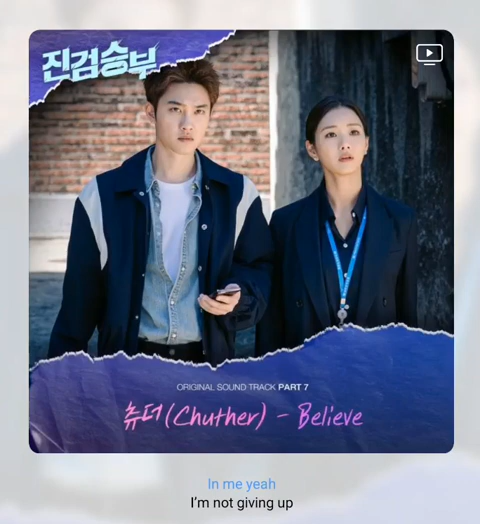 진검승부
ORIGINAL SOUND TRACK PART 7
츄더(Chuther) - Believe
In me yeah
I'm not giving up